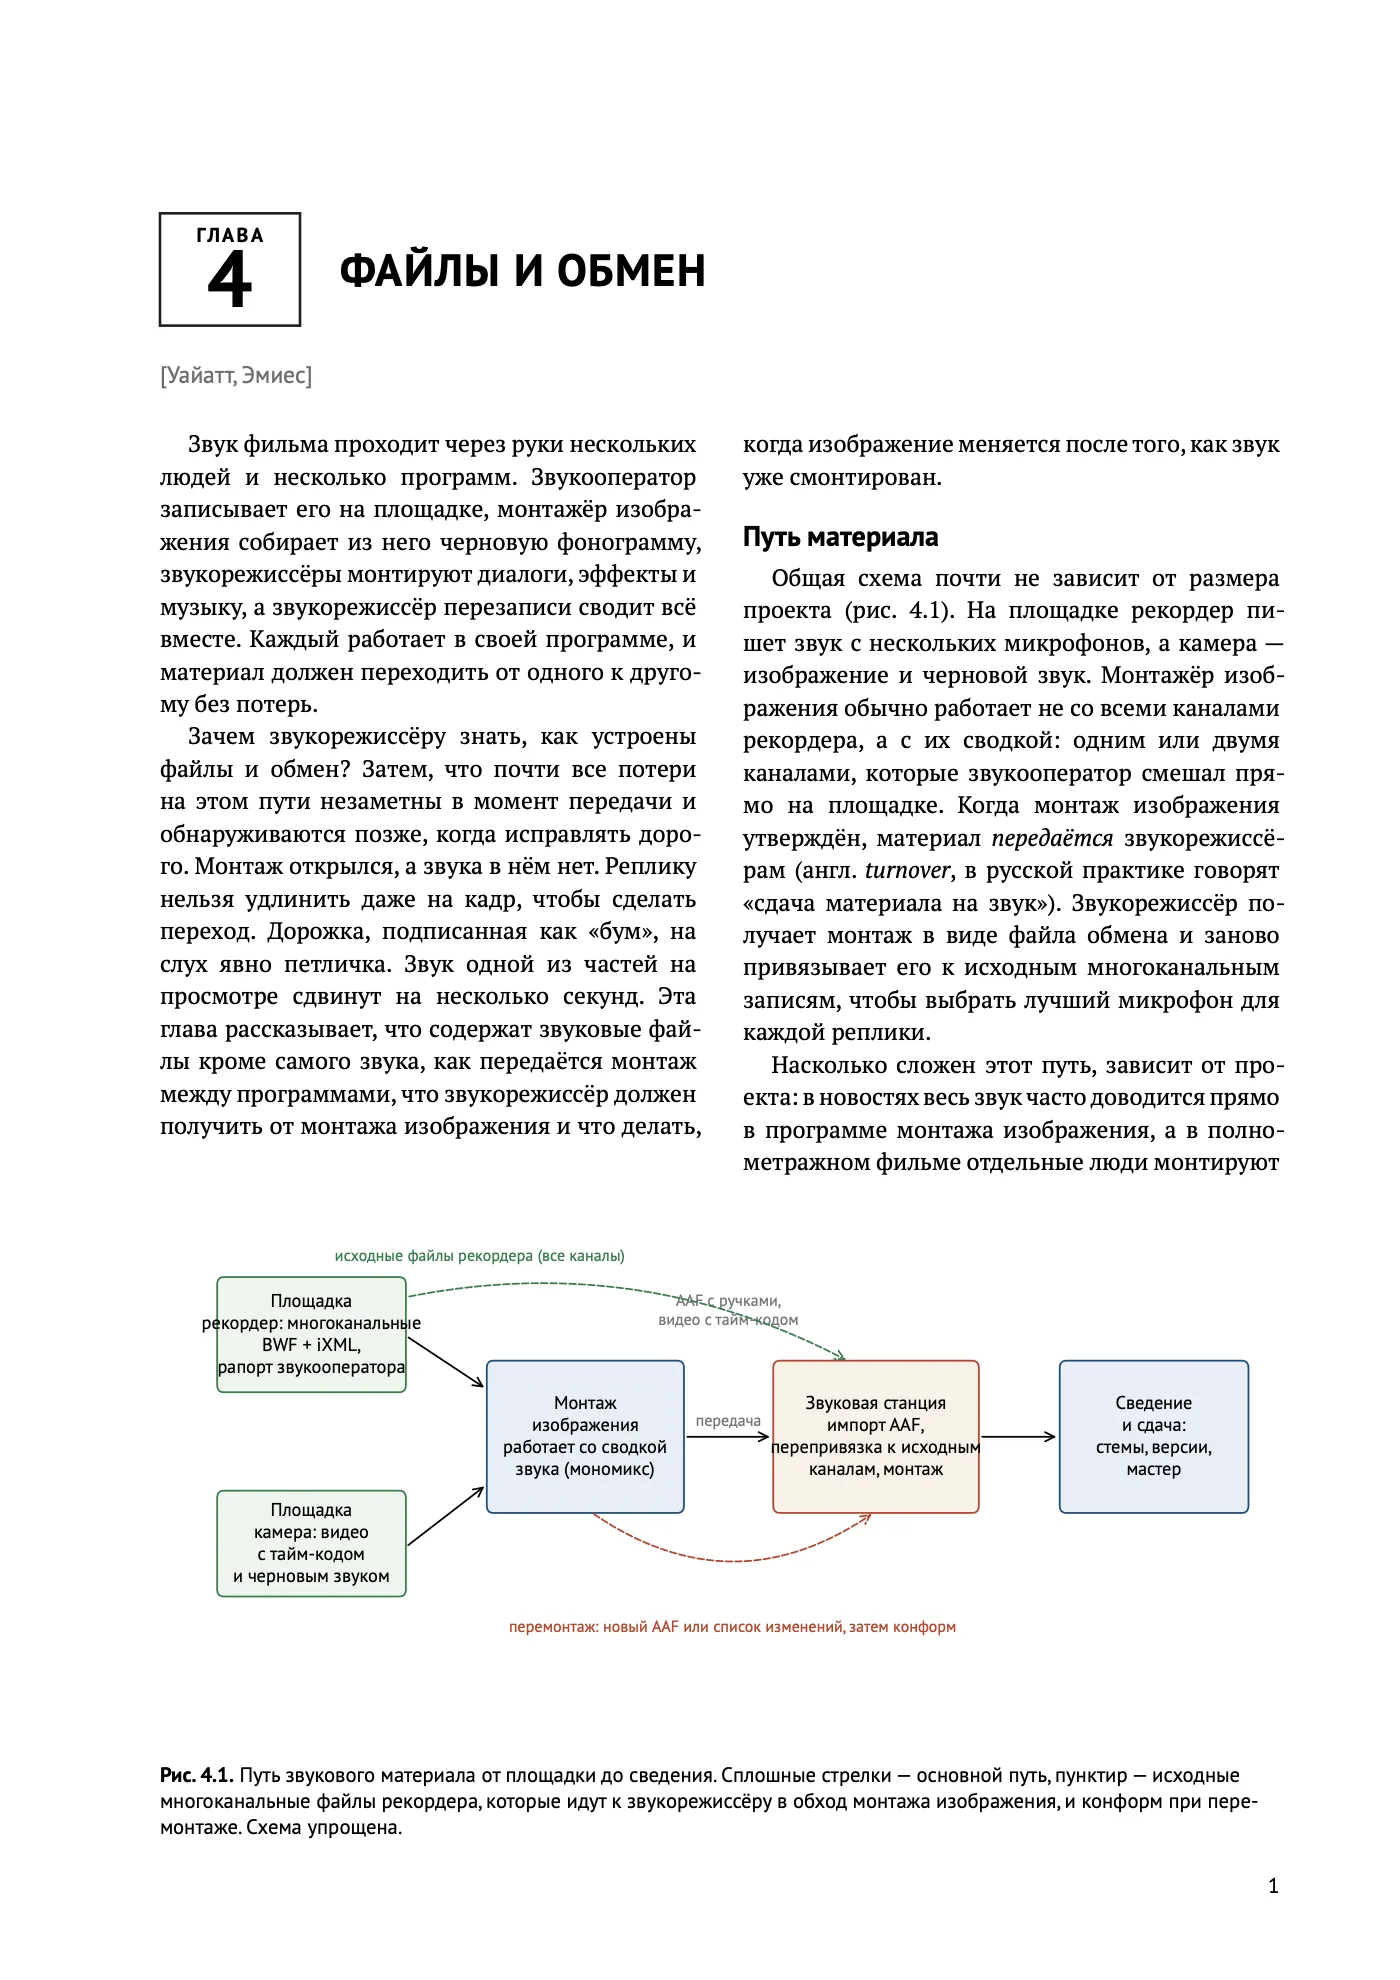 ГЛАВА
4
ФАЙЛЫ И ОБМЕН
[Уайатт, Эмиес]
Звук фильма проходит через руки нескольких
людей и несколько программ. Звукооператор
записывает его на площадке, монтажёр изобра-
жения собирает из него черновую фонограмму,
звукорежиссёры монтируют диалоги, эффекты и
музыку, а звукорежиссёр перезаписи сводит всё
вместе. Каждый работает в своей программе, и
материал должен переходить от одного к друго-
му без потерь.
Зачем звукорежиссёру знать, как устроены
файлы и обмен? Затем, что почти все потери
на этом пути незаметны в момент передачи и
обнаруживаются позже, когда исправлять доро-
го. Монтаж открылся, а звука в нём нет. Реплику
нельзя удлинить даже на кадр, чтобы сделать
переход. Дорожка, подписанная как «бум», на
слух явно петличка. Звук одной из частей на
просмотре сдвинут на несколько секунд. Эта
глава рассказывает, что содержат звуковые фай-
лы кроме самого звука, как передаётся монтаж
между программами, что звукорежиссёр должен
получить от монтажа изображения и что делать,
когда изображение меняется после того, как звук
уже смонтирован.
Путь материала
Общая схема почти не зависит от размера
проекта (рис. 4.1). На площадке рекордер пи-
шет звук с нескольких микрофонов, а камера —
изображение и черновой звук. Монтажёр изоб-
ражения обычно работает не со всеми каналами
рекордера, а с их сводкой: одним или двумя
каналами, которые звукооператор смешал пря-
мо на площадке. Когда монтаж изображения
утверждён, материал передаётся звукорежиссё-
рам (англ. turnover, в русской практике говорят
«сдача материала на звук»). Звукорежиссёр по-
лучает монтаж в виде файла обмена и заново
привязывает его к исходным многоканальным
записям, чтобы выбрать лучший микрофон для
каждой реплики.
Насколько сложен этот путь, зависит от про-
екта: в новостях весь звук часто доводится прямо
в программе монтажа изображения, а в полно-
метражном фильме отдельные люди монтируют
исходные файлы рекордера (все каналы)
Площадка
рекордер: многоканальные
BWF + iXML,
рапорт звукооператора
AAF с ручками,
видео с тайм-кодом
Монтаж
изображения
работает со сводкой
звука (мономикс)
передача
Звуковая станция
импорт AAF,
перепривязка к исходным
каналам, монтаж
Сведение
и сдача:
стемы, версии,
мастер
Площадка
камера: видео
с тайм-кодом
и черновым звуком
перемонтаж: новый AAF или список изменений, затем конформ
Рис. 4.1. Путь звукового материала от площадки до сведения. Сплошные стрелки — основной путь, пунктир — исходные
многоканальные файлы рекордера, которые идут к звукорежиссёру в обход монтажа изображения, и конформ при пере-
монтаже. Схема упрощена.
1